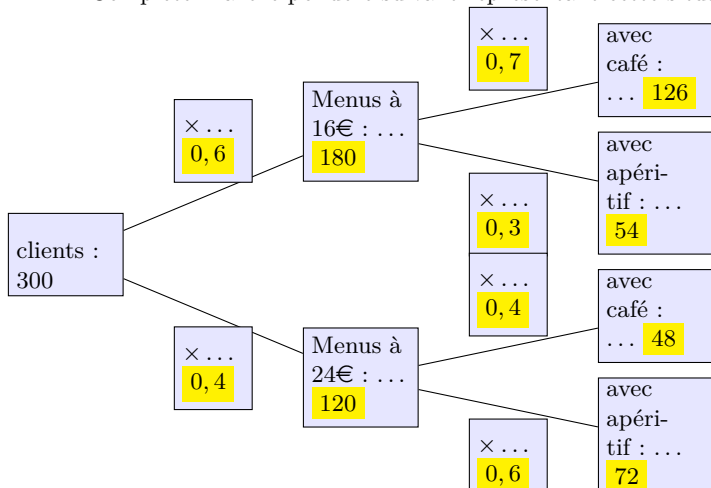 × …
0, 7
avec
café :
… 126
Menus à
16€ : …
180
× …
0, 6
avec
apéri-
tif : …
54
× …
0, 3
clients :
300
× …
0, 4
avec
café :
… 48
× …
0, 4
Menus à
24€ : …
120
avec
apéri-
tif : …
72
× …
0, 6